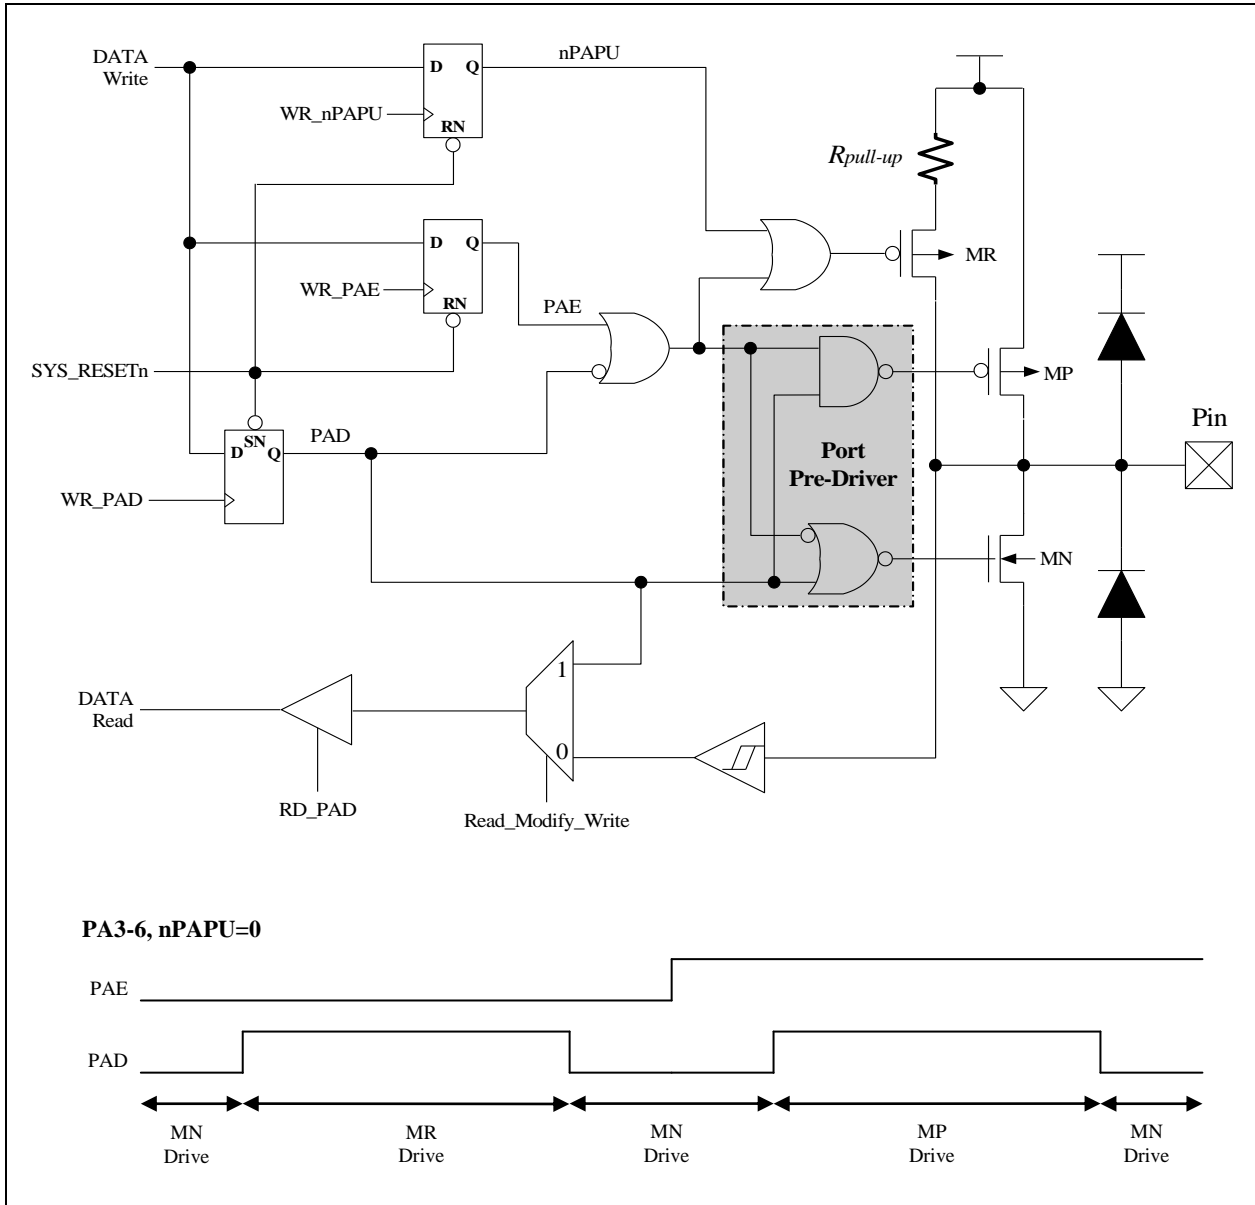 DATA
Write
nPAPU
D Q
WR_nPAPU
RN
Rpull-up
D Q
MR
WR_PAE
RN
PAE
SYS_RESETn
MP
SN
D Q
PAD
Pin
Port
Pre-Driver
WR_PAD
MN
1
DATA
Read
0
RD_PAD
Read_Modify_Write
PA3-6, nPAPU=0
PAE
PAD
MN
Drive
MR
Drive
MN
Drive
MP
Drive
MN
Drive